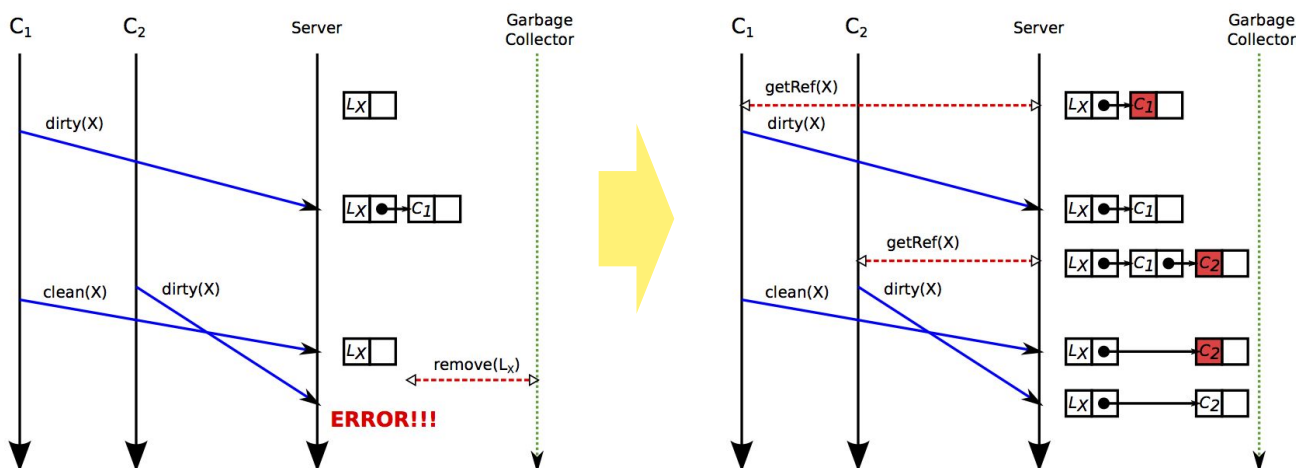 C1
C2
Server
Garbage
Collector
LX
dirty(X)
LX C1
clean(X)
dirty(X)
LX
remove(LX)
ERROR!!!
C1
C2
Server
Garbage
Collector
getRef(X)
LX C1
dirty(X)
LX C1
getRef(X)
LX C1 C2
clean(X)
dirty(X)
LX C2
LX C2